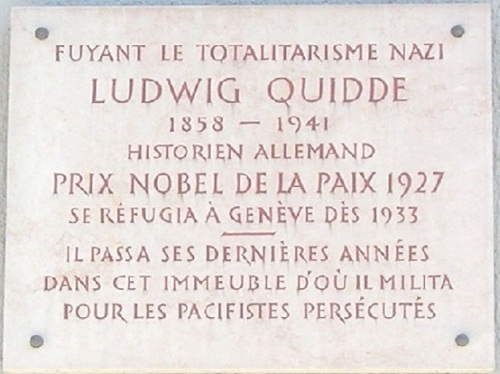 FUYANT LE TOTALITARISME NAZI
LUDWIG QUIDDE
1858 — 1941
HISTORIEN ALLEMAND
PRIX NOBEL DE LA PAIX 1927
SE RÉFUGIA À GENÈVE DÈS 1933
IL PASSA SES DERNIÈRES ANNÉES
DANS CET IMMEUBLE D'OÙ IL MILITA
POUR LES PACIFISTES PERSÉCUTÉS